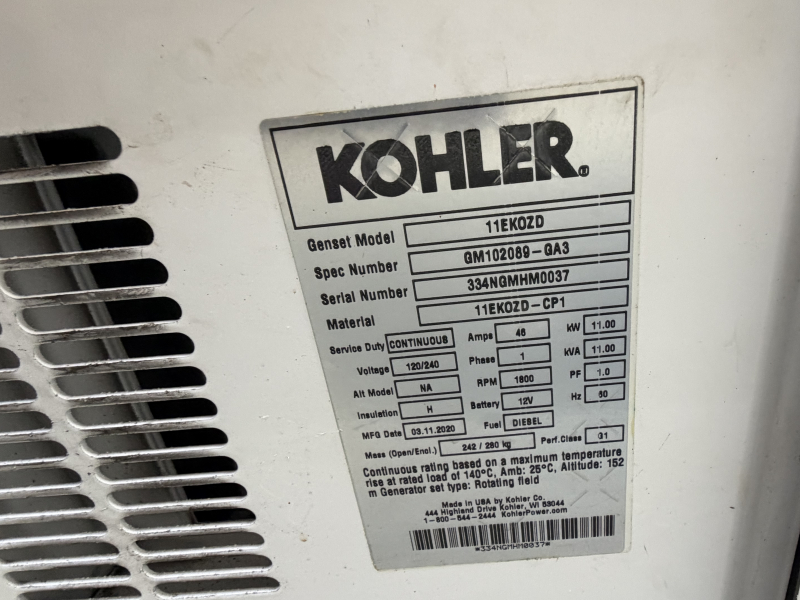 KOHLER®
Genset Model 11EKOZD
Spec Number GM102089-GA3
Serial Number 334NGMHM0037
Material 11EKOZD-CP1
Service Duty CONTINUOUS Amps 46 kW 11.00
Voltage 120/240 Phase 1 kVA 11.00
Alt Model NA RPM 1800 PF 1.0
Insulation H Battery 12V Hz 60
MFG Date 03.11.2020 Fuel DIESEL
Mass (Open/Encl.) 242 / 280 kg Perf.Class G1
Continuous rating based on a maximum temperature
rise at rated load of 140°C, Amb: 25°C, Altitude: 152
m Generator set type: Rotating field
Made in USA by Kohler Co.
444 Highland Drive Kohler, WI 53044
1-800-544-2444 KohlerPower.com
*334NGMHM0037*